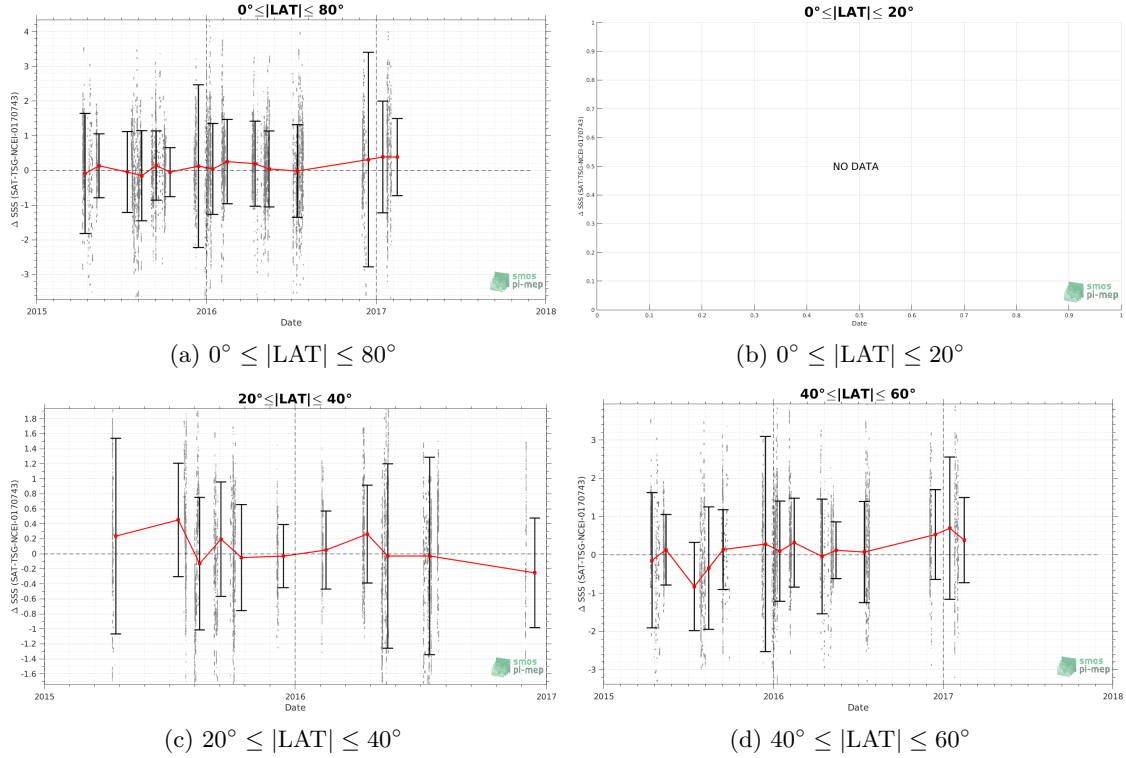 0°≤|LAT|≤ 80°
Δ SSS (SAT-TSG-NCEI-0170743)
4
3
2
1
0
-1
-2
-3
2015
2016
2017
2018
Date
smos
pi-mep
(a) 0° ≤ |LAT| ≤ 80°
0°≤|LAT|≤ 20°
Δ SSS (SAT-TSG-NCEI-0170743)
1
0.9
0.8
0.7
0.6
0.5
0.4
0.3
0.2
0.1
0
NO DATA
0
0.1
0.2
0.3
0.4
0.5
0.6
0.7
0.8
0.9
1
Date
smos
pi-mep
(b) 0° ≤ |LAT| ≤ 20°
20°≤|LAT|≤ 40°
Δ SSS (SAT-TSG-NCEI-0170743)
1.8
1.6
1.4
1.2
1
0.8
0.6
0.4
0.2
0
-0.2
-0.4
-0.6
-0.8
-1
-1.2
-1.4
-1.6
2015
2016
2017
Date
smos
pi-mep
(c) 20° ≤ |LAT| ≤ 40°
40°≤|LAT|≤ 60°
Δ SSS (SAT-TSG-NCEI-0170743)
3
2
1
0
-1
-2
-3
2015
2016
2017
2018
Date
smos
pi-mep
(d) 40° ≤ |LAT| ≤ 60°